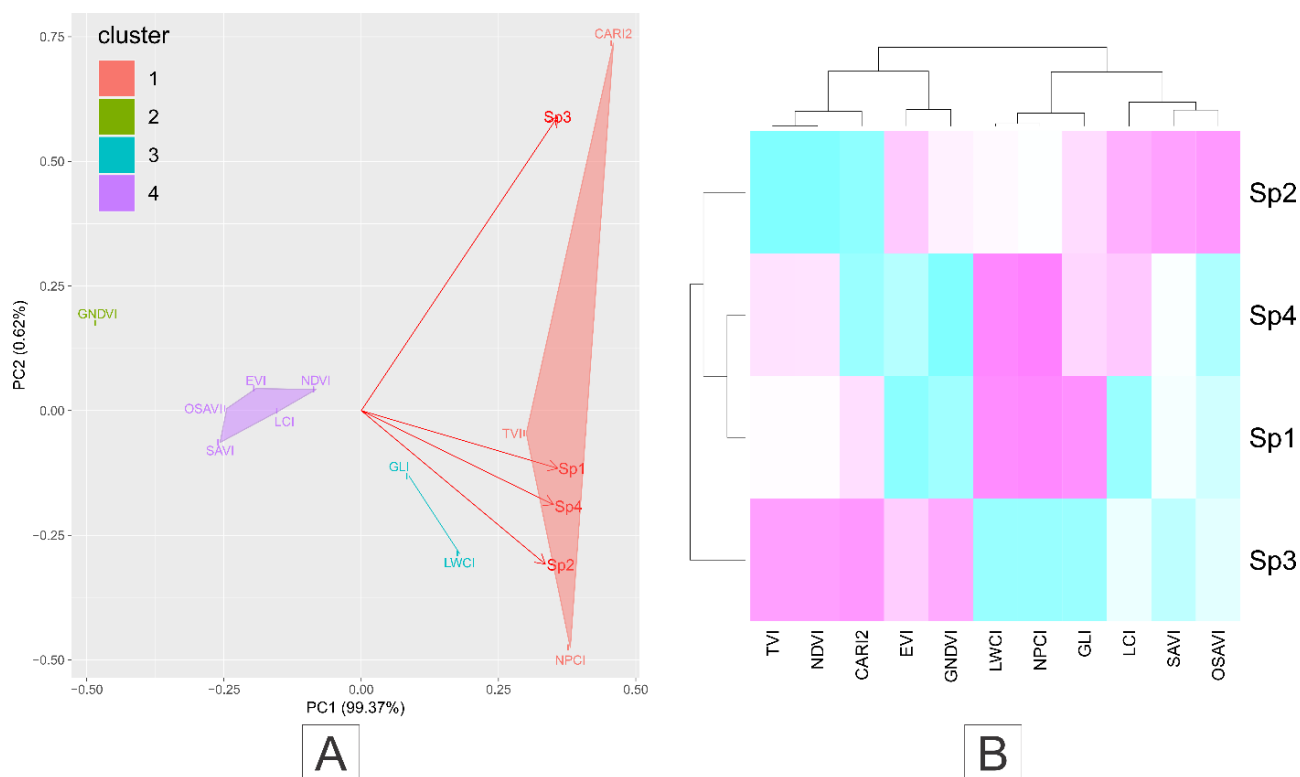 cluster
1
2
3
4
0.75
0.50
0.25
0.00
−0.25
−0.50
PC2 (0.62%)
CARI2
Sp3
GNDVI
EVI
NDVI
OSAVI
LCI
SAVI
TVI
GLI
Sp1
Sp4
LWCI
Sp2
NPCI
−0.50
−0.25
0.00
0.25
0.50
PC1 (99.37%)
A
Sp2
Sp4
Sp1
Sp3
TVI
NDVI
CARI2
EVI
GNDVI
LWCI
NPCI
GLI
LCI
SAVI
OSAVI
B